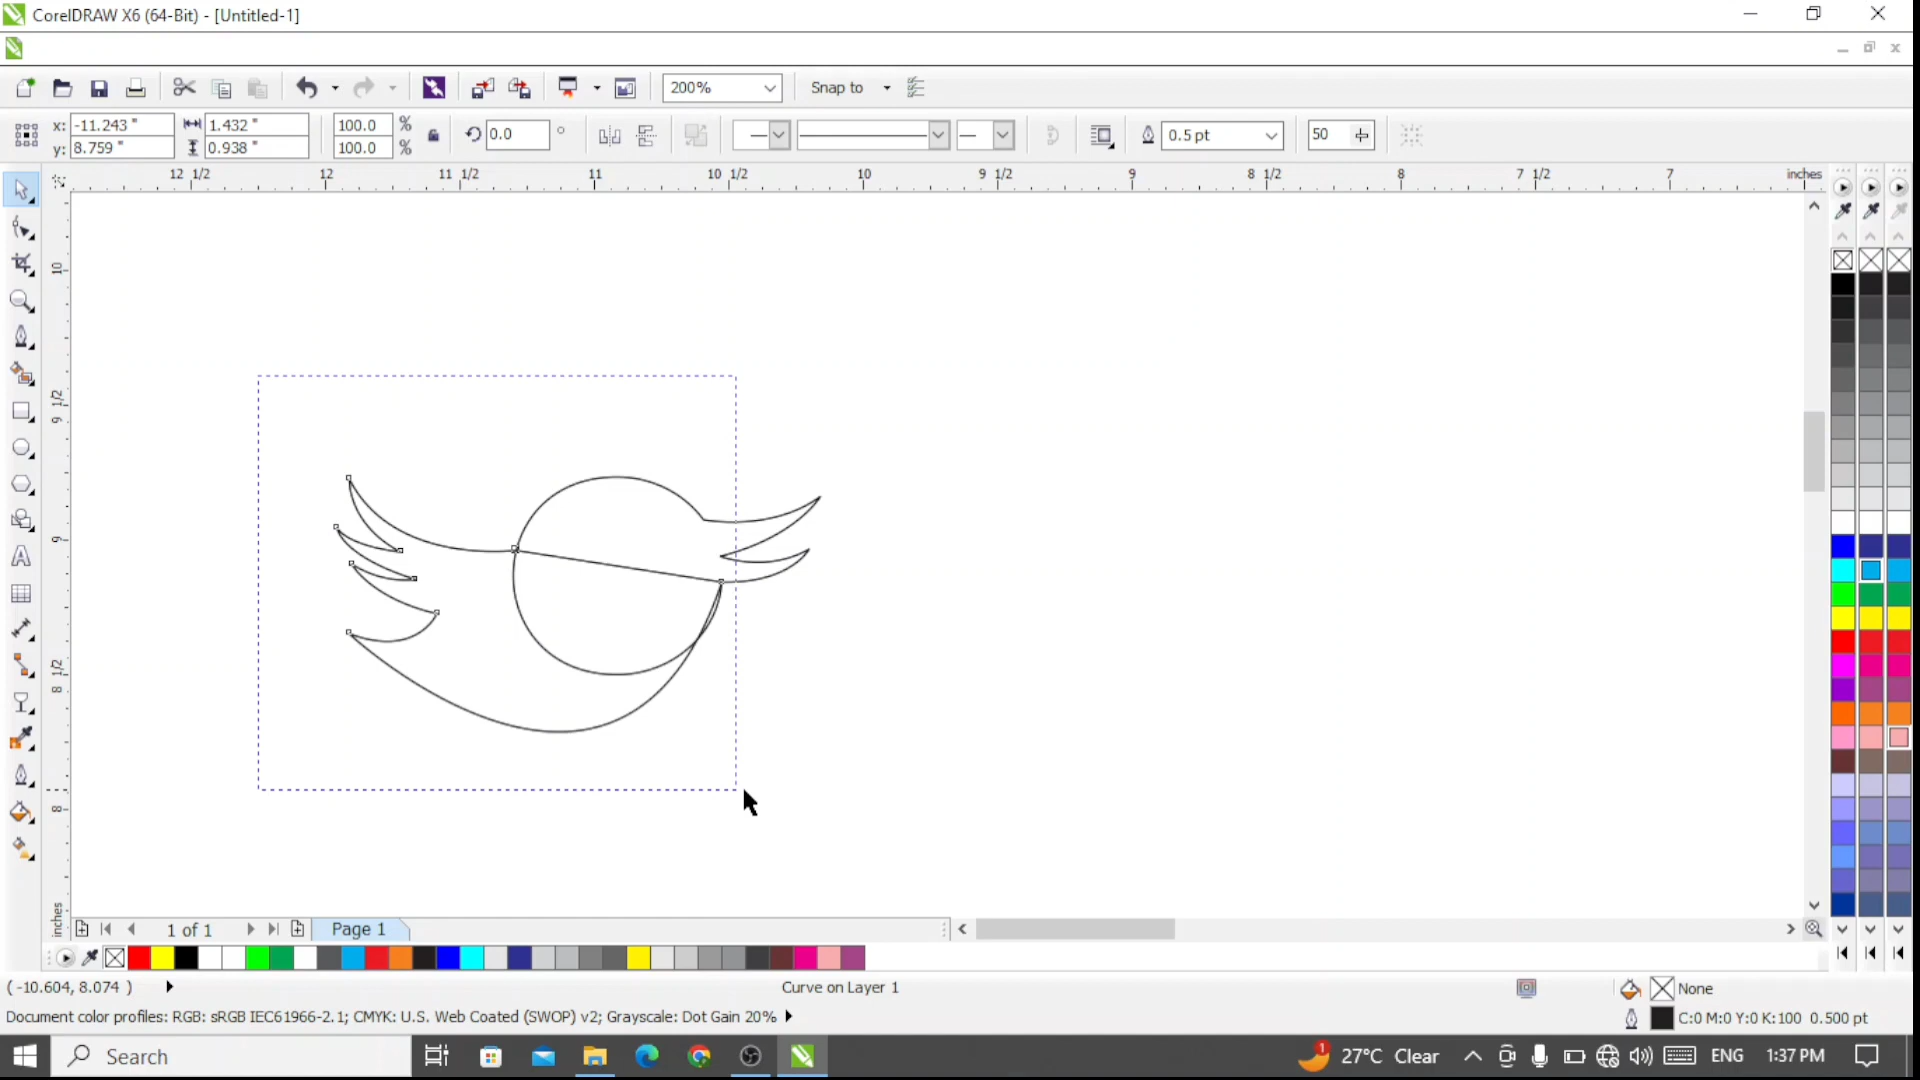 CorelDRAW X6 (64-Bit) - [Untitled-1]
200%
Snap to
x: -11.243 "
y: 8.759 "
1.432 "
0.938 "
100.0 %
100.0 %
0.0 °
0.5 pt
50
12 1/2 12 11 1/2 11 10 1/2 10 9 1/2 9 8 1/2 8 7 1/2 7 inches
10
9 1/2
9
8 1/2
8
inches
1 of 1
Page 1
( -10.604, 8.074 )
Curve on Layer 1
None
Document color profiles: RGB: sRGB IEC61966-2.1; CMYK: U.S. Web Coated (SWOP) v2; Grayscale: Dot Gain 20%
C:0 M:0 Y:0 K:100 0.500 pt
Search
1
27°C Clear
ENG
1:37 PM